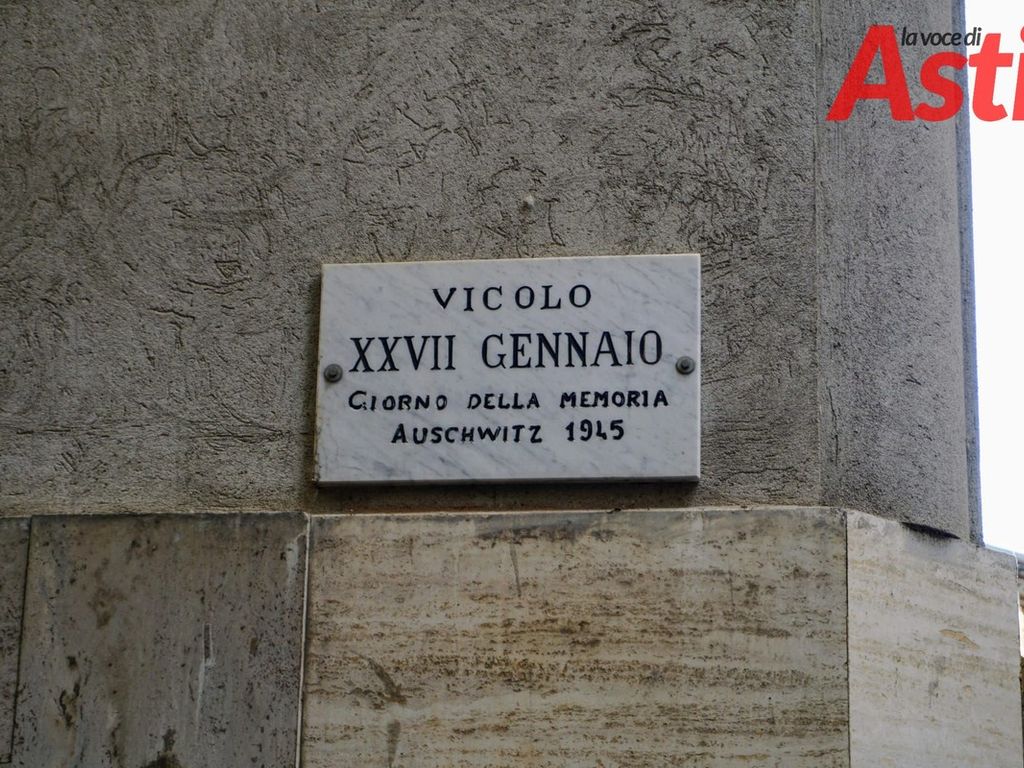 la voce di
Asti
VICOLO
XXVII GENNAIO
GIORNO DELLA MEMORIA
AUSCHWITZ 1945